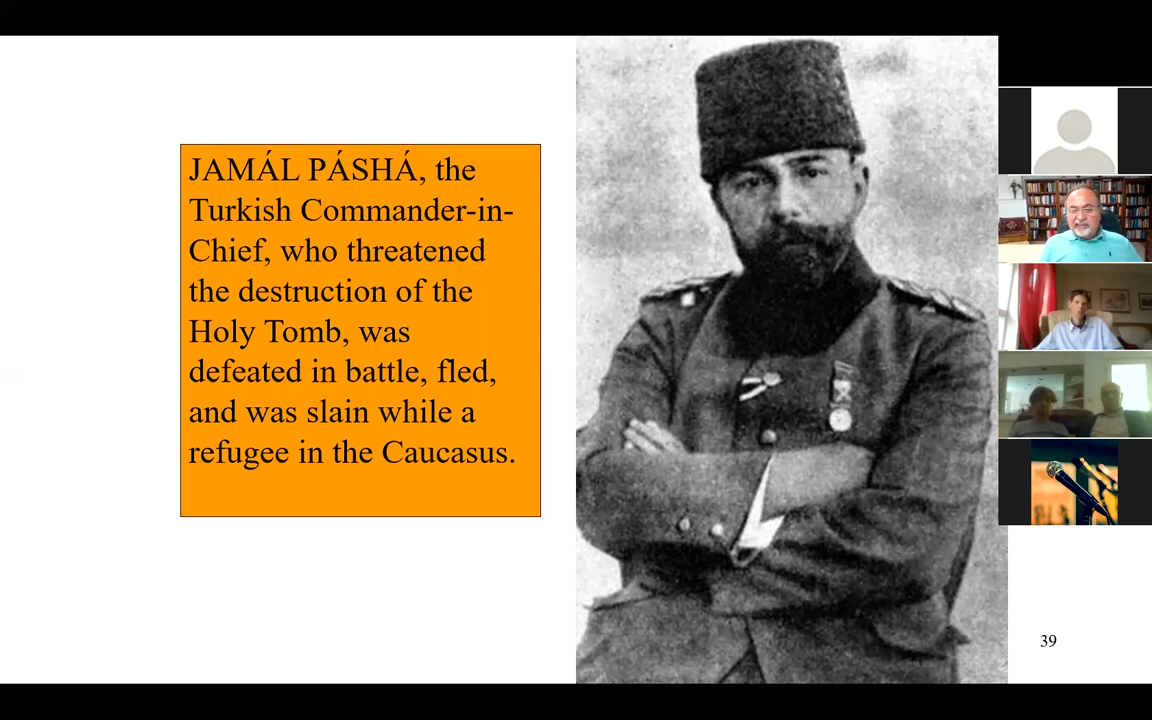 JAMÁL PÁSHÁ, the
Turkish Commander-in-
Chief, who threatened
the destruction of the
Holy Tomb, was
defeated in battle, fled,
and was slain while a
refugee in the Caucasus.
39